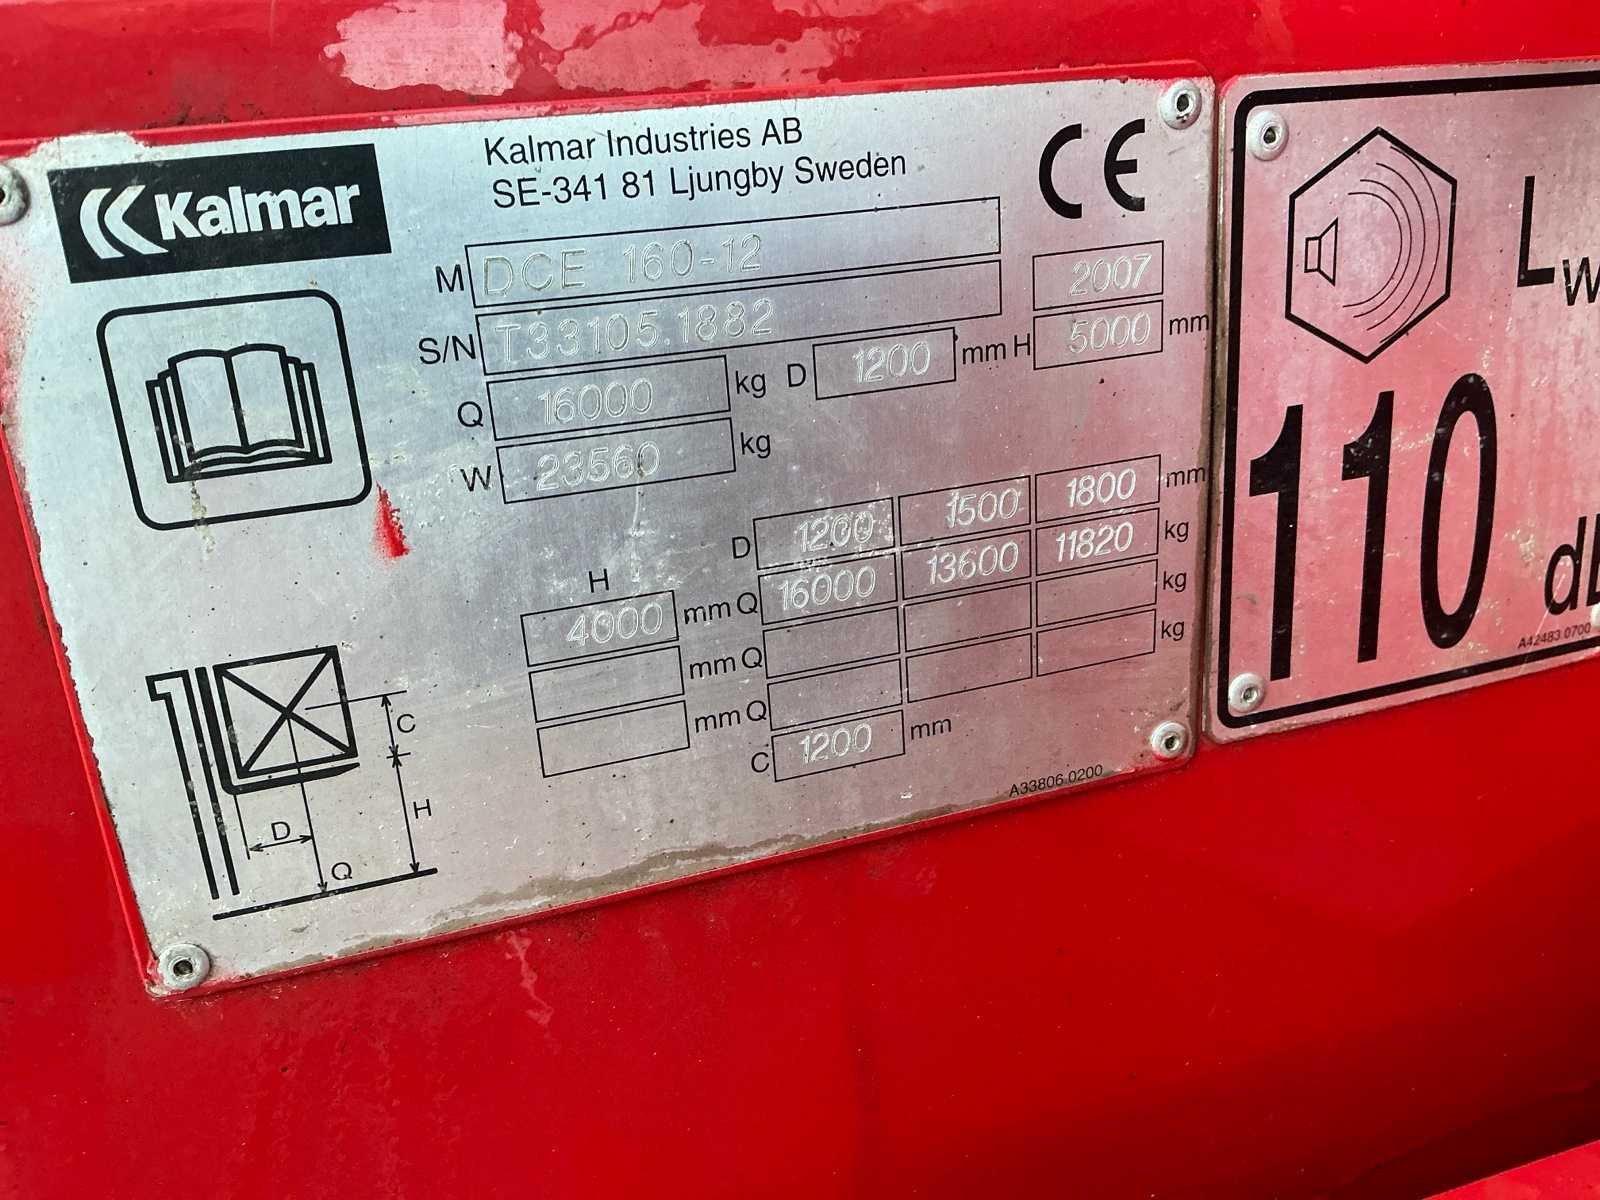 Kalmar
Kalmar Industries AB
SE-341 81 Ljungby Sweden
CE
M DCE 160-12 2007
S/N T33105.1882
Q 16000 kg D 1200 mm H 5000 mm
W 23560 kg
D 1200 1500 1800 mm
H
4000 mm Q 16000 13600 11820 kg
mm Q kg
mm Q kg
C 1200 mm
A33806.0200
C
H
D
Q
LW
110
dB
A42483.0700